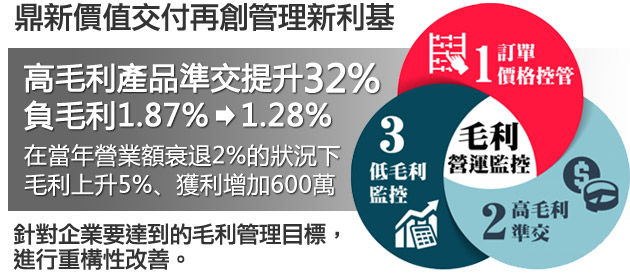 鼎新價值交付再創管理新利基
高毛利產品準交提升32%
負毛利1.87%➡1.28%
在當年營業額衰退2%的狀況下
毛利上升5%、獲利增加600萬
針對企業要達到的毛利管理目標，
進行重構性改善。
1 訂單
價格控管
2 高毛利
準交
3
低毛利
監控
毛利
營運監控